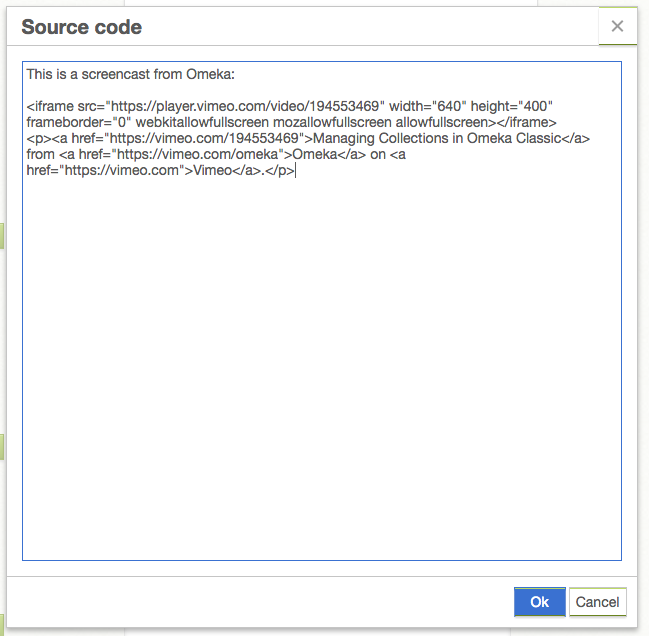 Source code
This is a screencast from Omeka:
<iframe src="https://player.vimeo.com/video/194553469" width="640" height="400"
frameborder="0" webkitallowfullscreen mozallowfullscreen allowfullscreen></iframe>
<p><a href="https://vimeo.com/194553469">Managing Collections in Omeka Classic</a>
from <a href="https://vimeo.com/omeka">Omeka</a> on <a
href="https://vimeo.com">Vimeo</a>.</p>
Ok Cancel